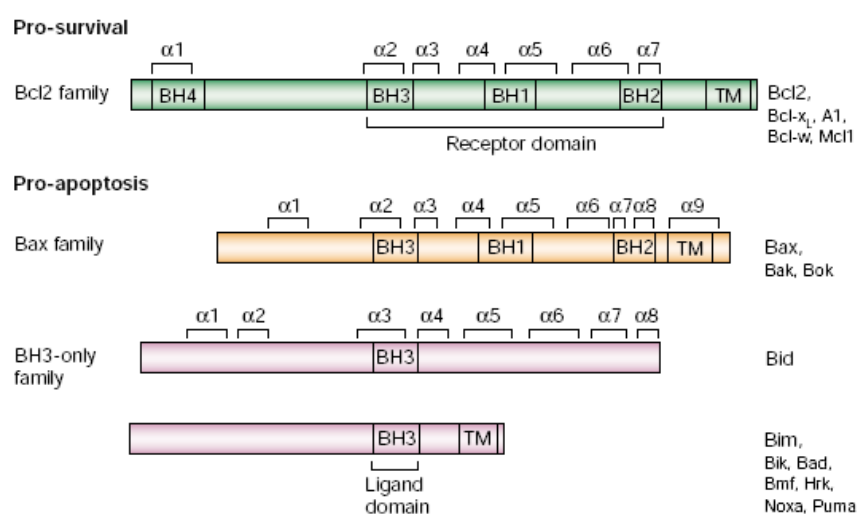 Pro-survival
α1 α2 α3 α4 α5 α6 α7
Bcl2 family BH4 BH3 BH1 BH2 TM Bcl2,
Bcl-xL, A1,
Bcl-w, Mcl1
Receptor domain
Pro-apoptosis
α1 α2 α3 α4 α5 α6 α7 α8 α9
Bax family BH3 BH1 BH2 TM Bax,
Bak, Bok
α1 α2 α3 α4 α5 α6 α7 α8
BH3-only BH3 Bid
family
BH3 TM Bim,
Bik, Bad,
Bmf, Hrk,
Noxa, Puma
Ligand
domain